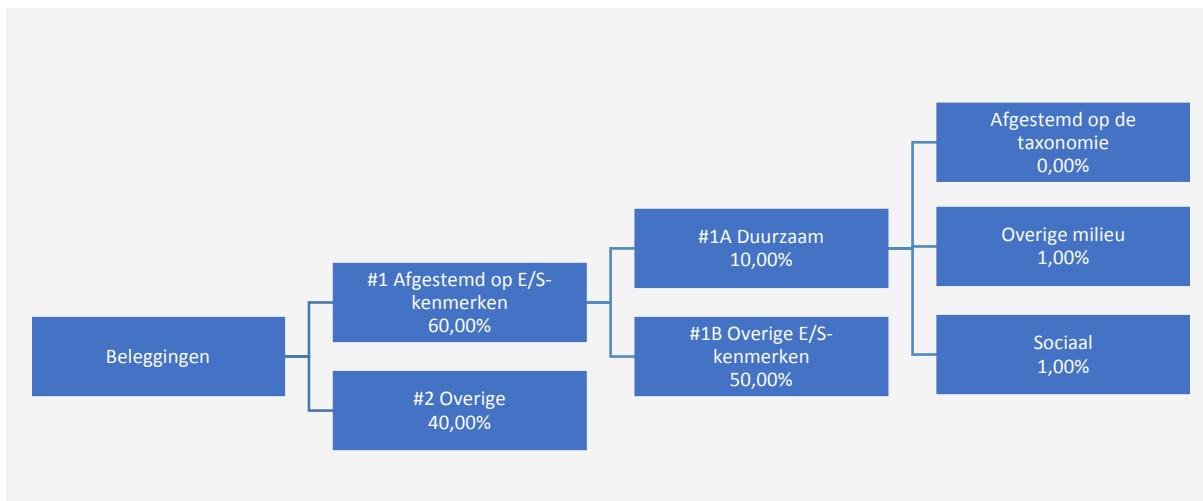 Beleggingen
#1 Afgestemd op E/S-
kenmerken
60,00%
#2 Overige
40,00%
#1A Duurzaam
10,00%
#1B Overige E/S-
kenmerken
50,00%
Afgestemd op de
taxonomie
0,00%
Overige milieu
1,00%
Sociaal
1,00%